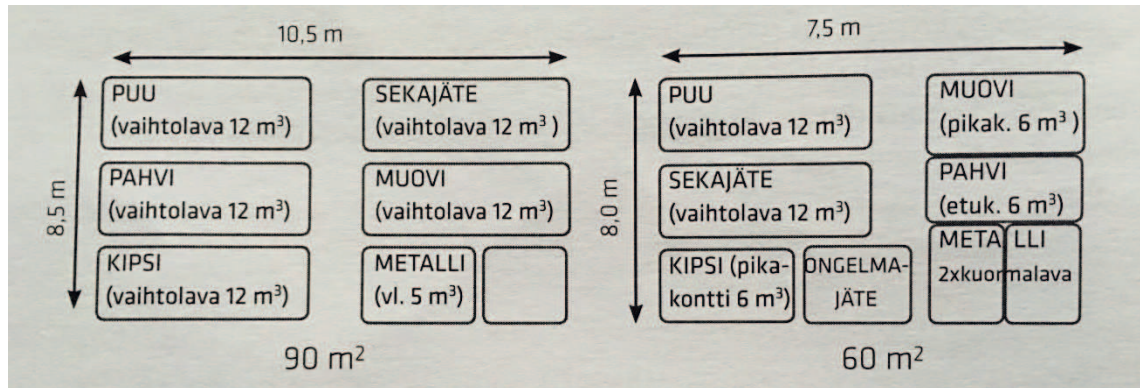 10,5 m
8,5 m
PUU
(vaihtolava 12 m³)
SEKAJÄTE
(vaihtolava 12 m³ )
PAHVI
(vaihtolava 12 m³)
MUOVI
(vaihtolava 12 m³)
KIPSI
(vaihtolava 12 m³)
METALLI
(vl. 5 m³)
90 m²
7,5 m
8,0 m
PUU
(vaihtolava 12 m³)
MUOVI
(pikak. 6 m³ )
SEKAJÄTE
(vaihtolava 12 m³)
PAHVI
(etuk. 6 m³)
KIPSI (pika-
kontti 6 m³)
ONGELMA-
JÄTE
METALLI
2xkuormalava
60 m²